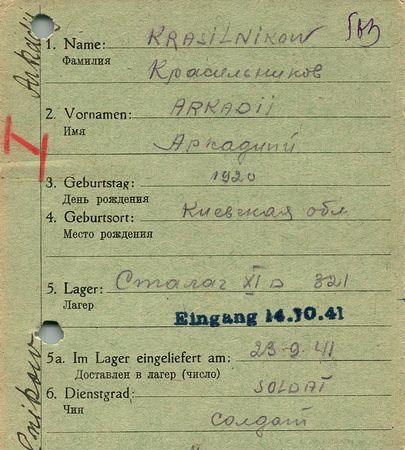 1. Name: KRASILNIKOW
Фамилия
Красильников
2. Vornamen: ARKADII
Имя
Аркадий
3. Geburtstag: 1920
День рождения
4. Geburtsort: Киевская обл
Место рождения
5. Lager: Сталаг XI D 321
Лагер
Eingang 14.10.41
5a. Im Lager eingeliefert am: 23-9-41
Доставлен в лагер (число)
6. Dienstgrad: SOLDAT
Чин
солдат
Arkadii